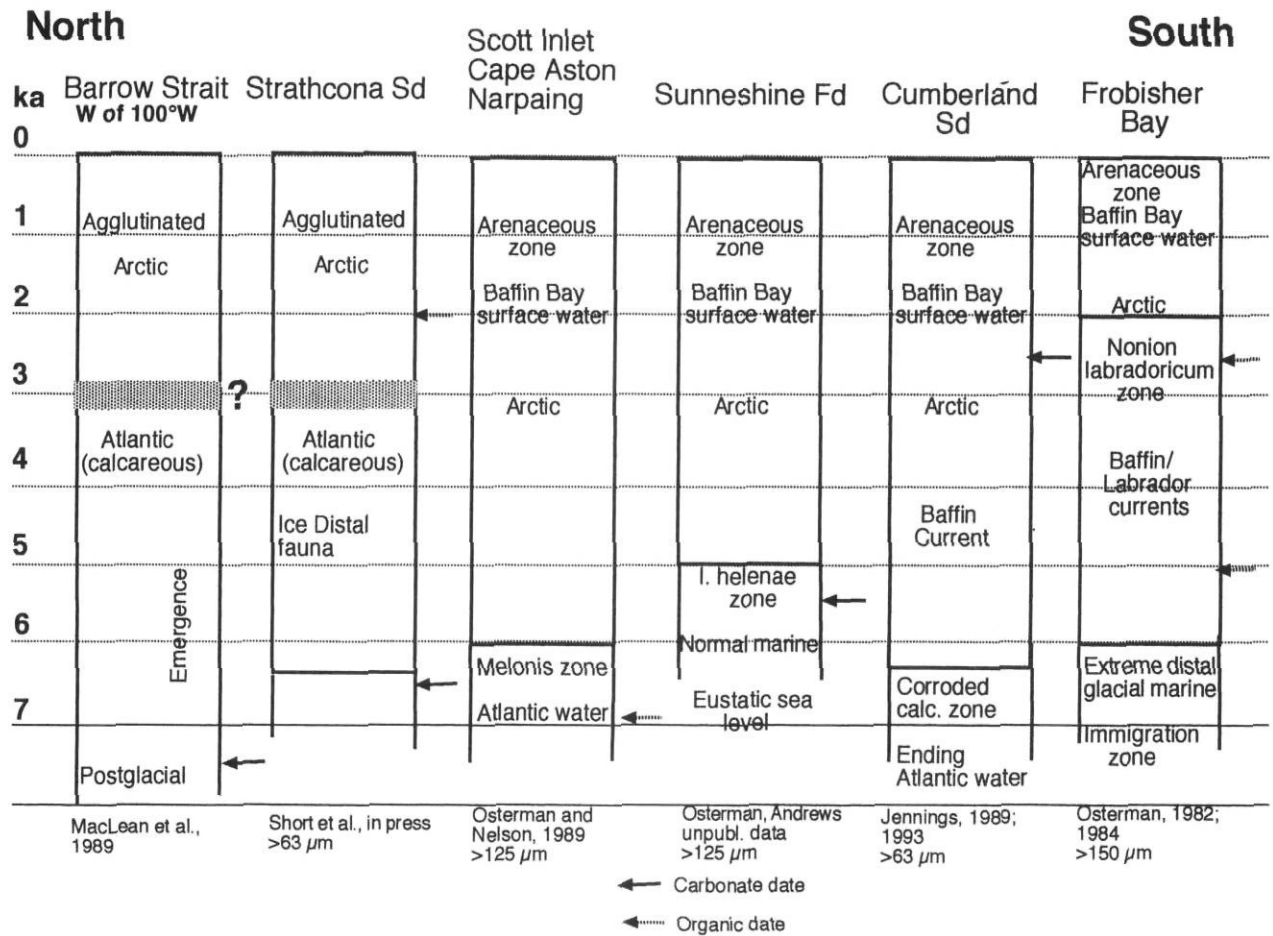 North
South
ka
Barrow Strait
W of 100°W
Strathcona Sd
Scott Inlet
Cape Aston
Narpaing
Sunneshine Fd
Cumberland
Sd
Frobisher
Bay
0
1
2
3
4
5
6
7
Agglutinated
Arctic
?
Atlantic
(calcareous)
Emergence
Postglacial
MacLean et al.,
1989
Agglutinated
Arctic
Atlantic
(calcareous)
Ice Distal
fauna
Short et al., in press
>63 µm
Arenaceous
zone
Baffin Bay
surface water
Arctic
Melonis zone
Atlantic water
Osterman and
Nelson, 1989
>125 µm
Arenaceous
zone
Baffin Bay
surface water
Arctic
I. helenae
zone
Normal marine
Eustatic sea
level
Osterman, Andrews
unpubl. data
>125 µm
Arenaceous
zone
Baffin Bay
surface water
Arctic
Baffin
Current
Corroded
calc. zone
Ending
Atlantic water
Jennings, 1989;
1993
>63 µm
Arenaceous
zone
Baffin Bay
surface water
Arctic
Nonion
labradoricum
zone
Baffin/
Labrador
currents
Extreme distal
glacial marine
Immigration
zone
Osterman, 1982;
1984
>150 µm
Carbonate date
Organic date